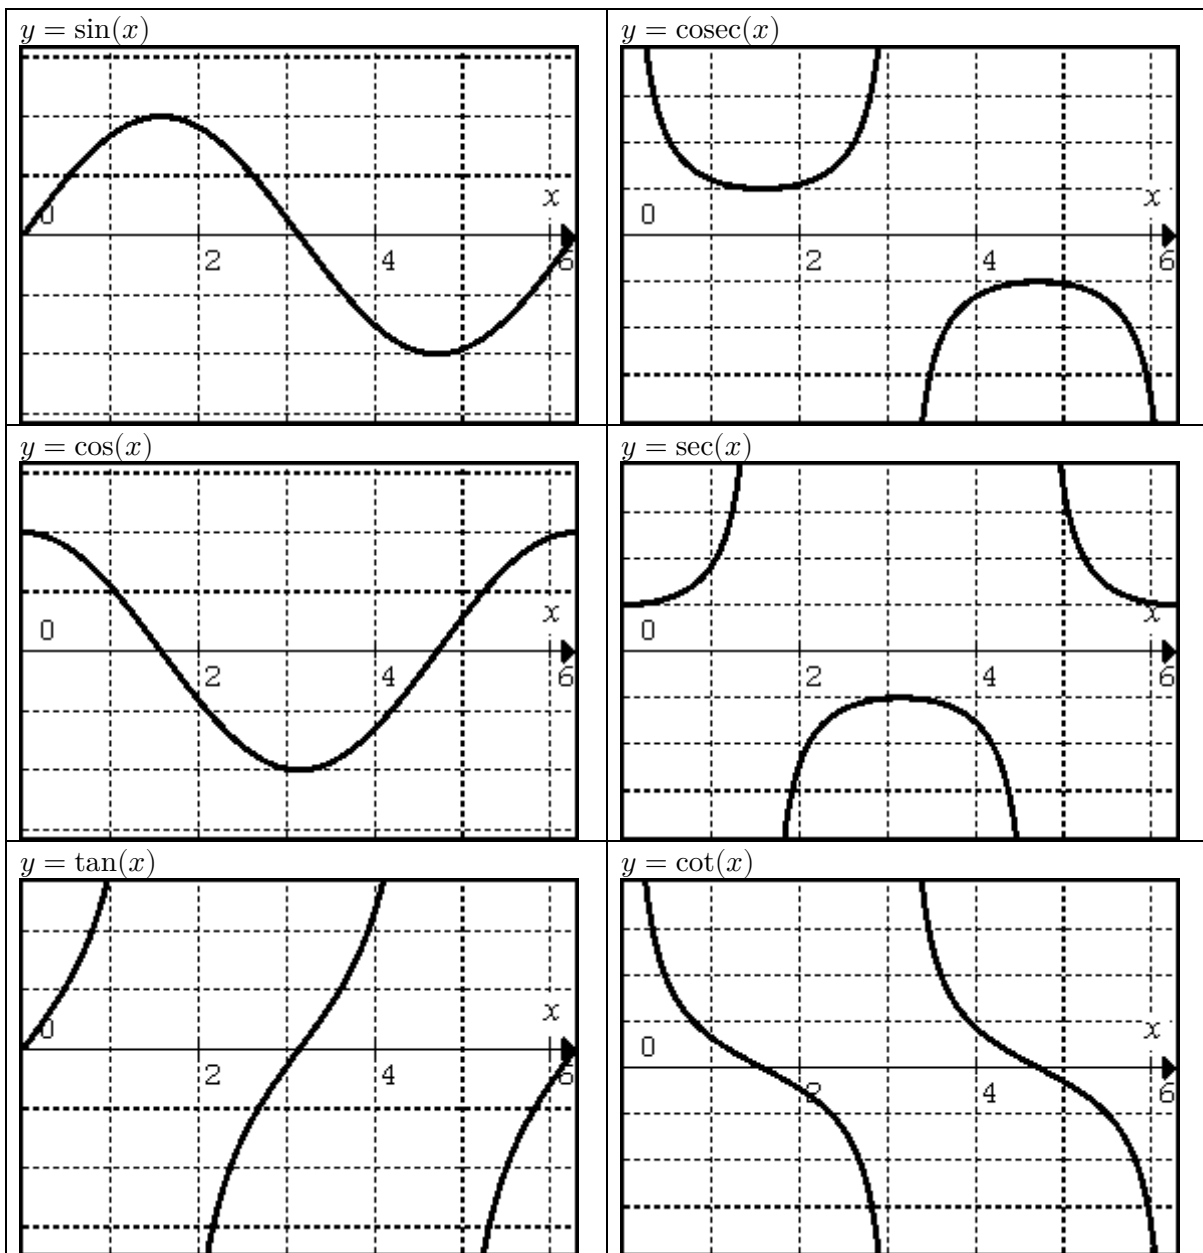 y = sin(x)
x
0
2 4 6
y = cosec(x)
x
0
2 4 6
y = cos(x)
x
0
2 4 6
y = sec(x)
x
0
2 4 6
y = tan(x)
x
0
2 4 6
y = cot(x)
x
0
2 4 6